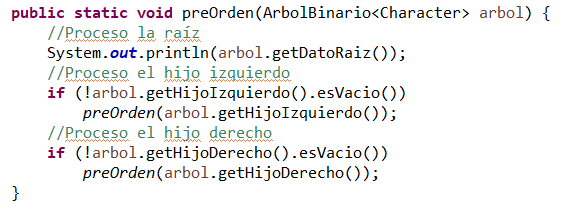 public static void preOrden(ArbolBinario<Character> arbol) {
    //Proceso la raíz
    System.out.println(arbol.getDatoRaiz());
    //Proceso el hijo izquierdo
    if (!arbol.getHijoIzquierdo().esVacio())
        preOrden(arbol.getHijoIzquierdo());
    //Proceso el hijo derecho
    if (!arbol.getHijoDerecho().esVacio())
        preOrden(arbol.getHijoDerecho());
}